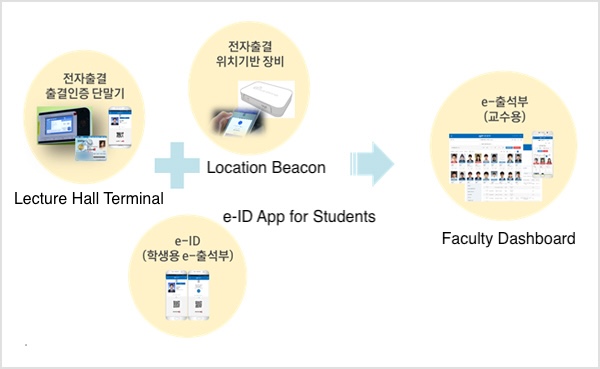 전자출결
출결인증 단말기
전자출결
위치기반 장비
e-출석부
(교수용)
Location Beacon
Lecture Hall Terminal
e-ID App for Students
Faculty Dashboard
e-ID
(학생용 e-출석부)